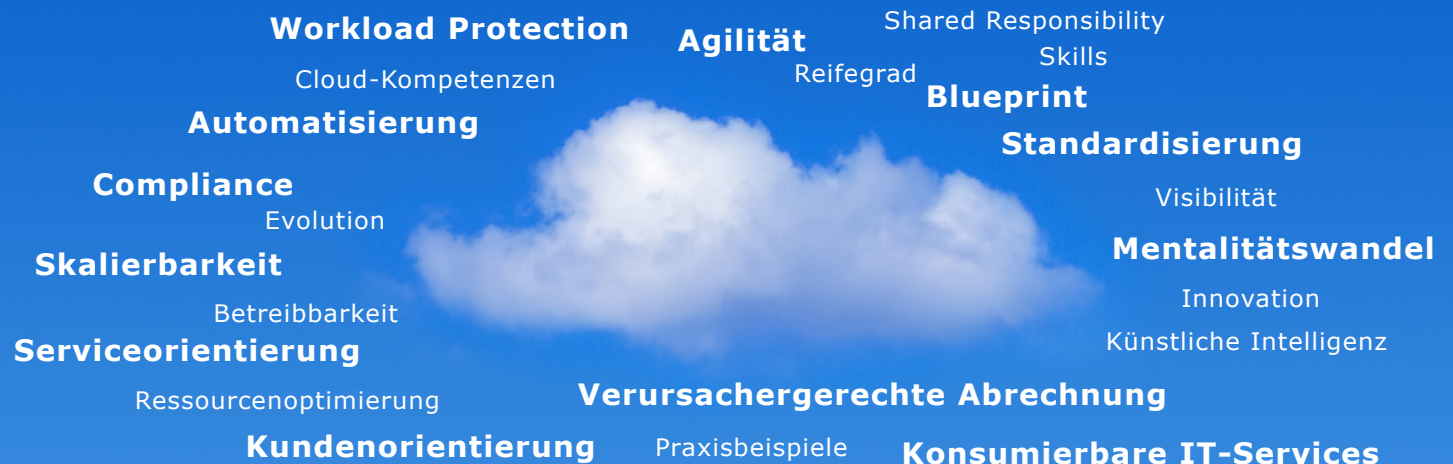 Workload Protection
Agilität
Shared Responsibility
Skills
Cloud-Kompetenzen
Reifegrad
Blueprint
Automatisierung
Standardisierung
Compliance
Visibilität
Evolution
Mentalitätswandel
Skalierbarkeit
Innovation
Betreibbarkeit
Künstliche Intelligenz
Serviceorientierung
Verursachergerechte Abrechnung
Ressourcenoptimierung
Kundenorientierung
Praxisbeispiele
Konsumierbare IT-Services